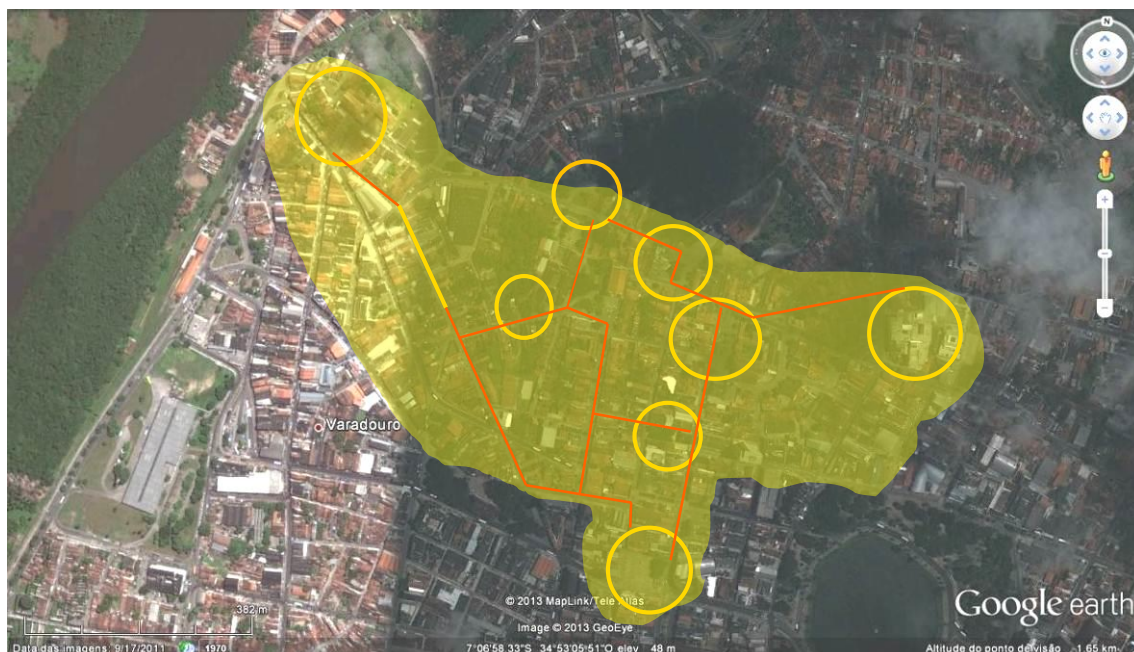 N
Varadouro
382 m
© 2013 MapLink/Tele Atlas
Image © 2013 GeoEye
Google earth
Data das imagens: 9/17/2011 1970 7°06'58.33"S 34°53'05.51"O elev 48 m Altitude do ponto de visão 1.65 km